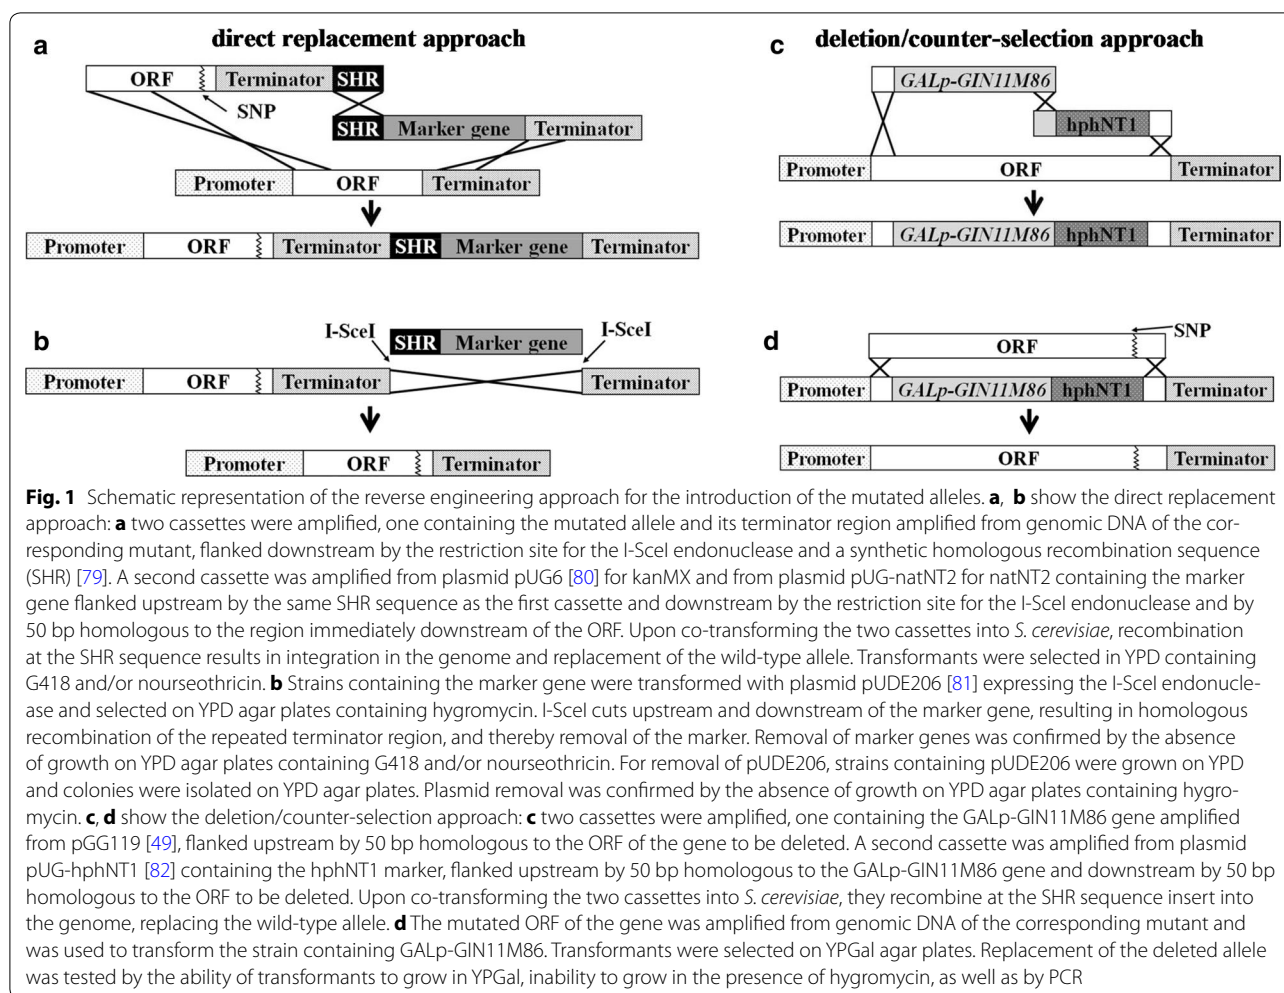 a
direct replacement approach
ORF
Terminator
SHR
SNP
SHR
Marker gene
Terminator
Promoter
ORF
Terminator
Promoter
ORF
Terminator
SHR
Marker gene
Terminator
b
I-SceI
I-SceI
SHR
Marker gene
Promoter
ORF
Terminator
Terminator
Promoter
ORF
Terminator
c
deletion/counter-selection approach
GALp-GIN11M86
hphNT1
Promoter
ORF
Terminator
Promoter
GALp-GIN11M86
hphNT1
Terminator
d
SNP
ORF
Promoter
GALp-GIN11M86
hphNT1
Terminator
Promoter
ORF
Terminator
Fig. 1 Schematic representation of the reverse engineering approach for the introduction of the mutated alleles. a, b show the direct replacement
approach: a two cassettes were amplified, one containing the mutated allele and its terminator region amplified from genomic DNA of the cor-
responding mutant, flanked downstream by the restriction site for the I-SceI endonuclease and a synthetic homologous recombination sequence
(SHR) [79]. A second cassette was amplified from plasmid pUG6 [80] for kanMX and from plasmid pUG-natNT2 for natNT2 containing the marker
gene flanked upstream by the same SHR sequence as the first cassette and downstream by the restriction site for the I-SceI endonuclease and by
50 bp homologous to the region immediately downstream of the ORF. Upon co-transforming the two cassettes into S. cerevisiae, recombination
at the SHR sequence results in integration in the genome and replacement of the wild-type allele. Transformants were selected in YPD containing
G418 and/or nourseothricin. b Strains containing the marker gene were transformed with plasmid pUDE206 [81] expressing the I-SceI endonucle-
ase and selected on YPD agar plates containing hygromycin. I-SceI cuts upstream and downstream of the marker gene, resulting in homologous
recombination of the repeated terminator region, and thereby removal of the marker. Removal of marker genes was confirmed by the absence
of growth on YPD agar plates containing G418 and/or nourseothricin. For removal of pUDE206, strains containing pUDE206 were grown on YPD
and colonies were isolated on YPD agar plates. Plasmid removal was confirmed by the absence of growth on YPD agar plates containing hygro-
mycin. c, d show the deletion/counter-selection approach: c two cassettes were amplified, one containing the GALp-GIN11M86 gene amplified
from pGG119 [49], flanked upstream by 50 bp homologous to the ORF of the gene to be deleted. A second cassette was amplified from plasmid
pUG-hphNT1 [82] containing the hphNT1 marker, flanked upstream by 50 bp homologous to the GALp-GIN11M86 gene and downstream by 50 bp
homologous to the ORF to be deleted. Upon co-transforming the two cassettes into S. cerevisiae, they recombine at the SHR sequence insert into
the genome, replacing the wild-type allele. d The mutated ORF of the gene was amplified from genomic DNA of the corresponding mutant and
was used to transform the strain containing GALp-GIN11M86. Transformants were selected on YPGal agar plates. Replacement of the deleted allele
was tested by the ability of transformants to grow in YPGal, inability to grow in the presence of hygromycin, as well as by PCR